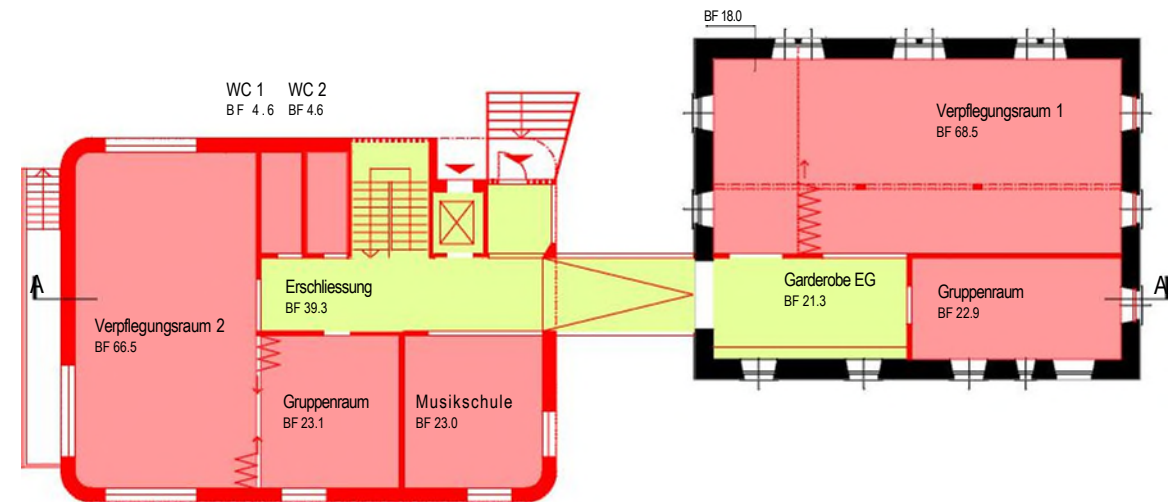 BF 18.0
WC 1 WC 2
BF 4.6 BF 4.6
Verpflegungsraum 1
BF 68.5
A
Erschliessung
BF 39.3
Garderobe EG
BF 21.3
Gruppenraum
BF 22.9
A
Verpflegungsraum 2
BF 66.5
Gruppenraum
BF 23.1
Musikschule
BF 23.0